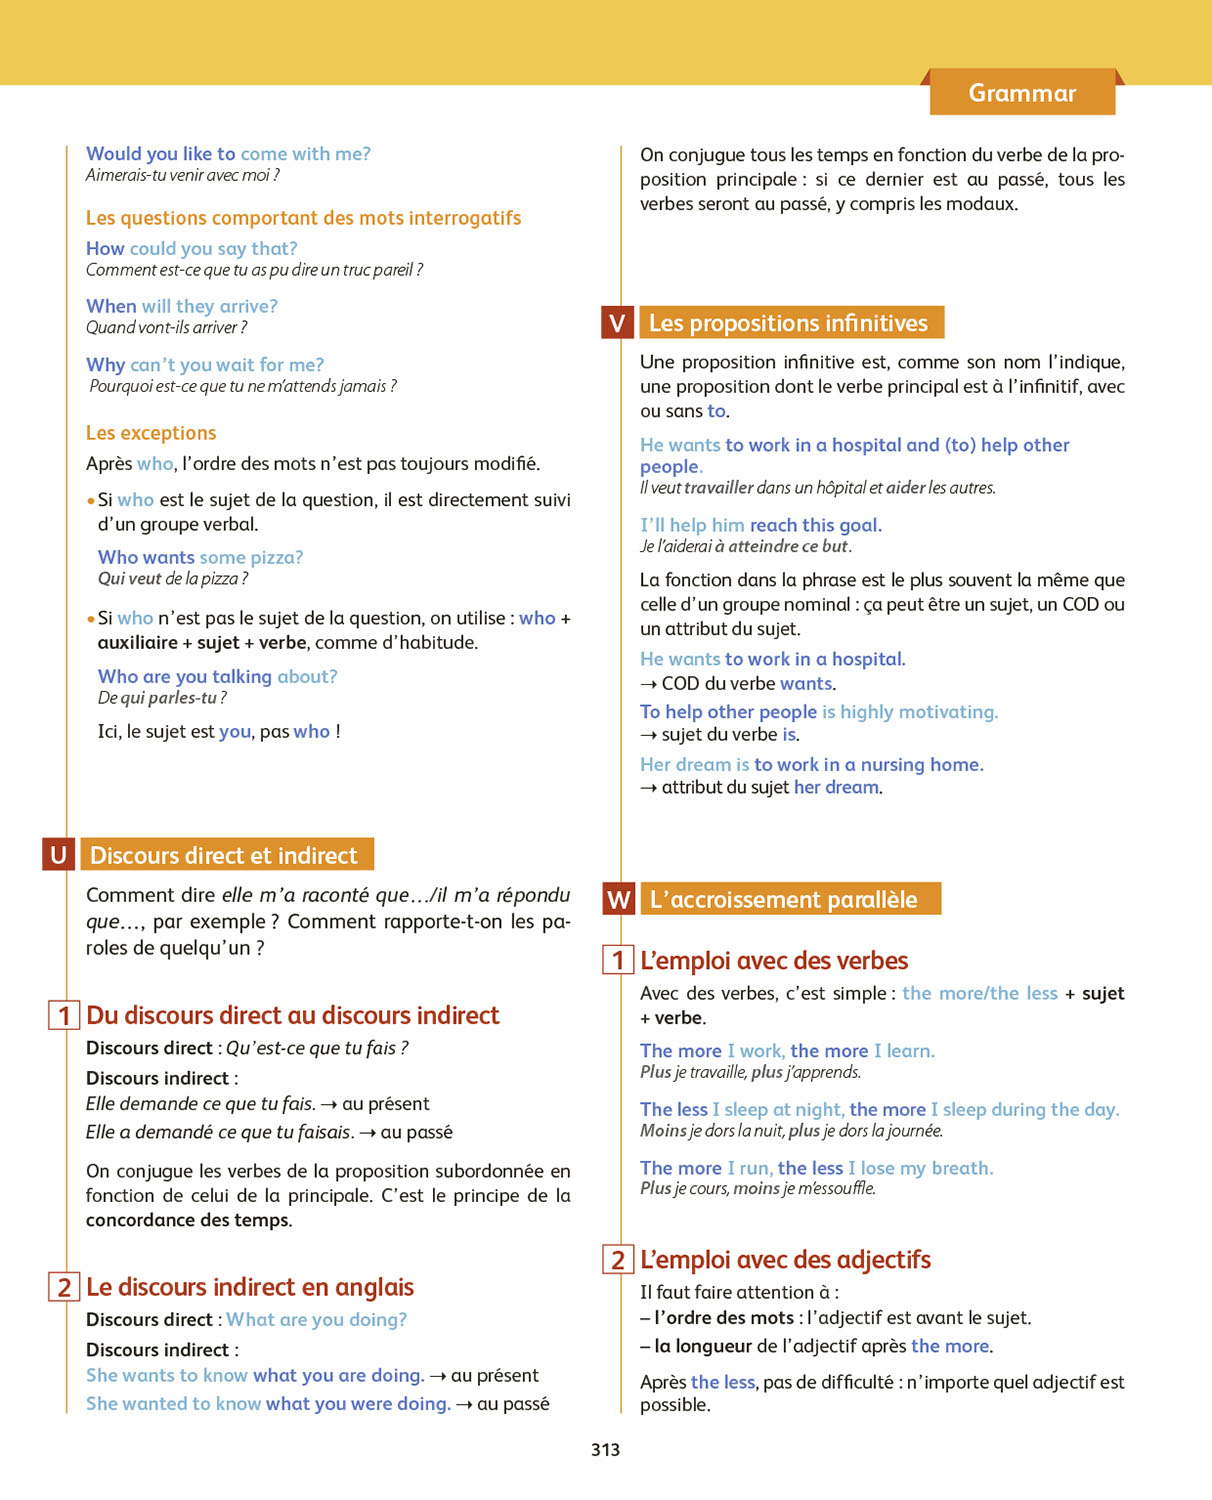 Grammar
Would you like to come with me?
Aimerais-tu venir avec moi ?
Les questions comportant des mots interrogatifs
How could you say that?
Comment est-ce que tu as pu dire un truc pareil ?
When will they arrive?
Quand vont-ils arriver ?
Why can't you wait for me?
Pourquoi est-ce que tu ne m'attends jamais ?
Les exceptions
Après who, l'ordre des mots n'est pas toujours modifié.
• Si who est le sujet de la question, il est directement suivi
d'un groupe verbal.
Who wants some pizza?
Qui veut de la pizza ?
• Si who n'est pas le sujet de la question, on utilise : who +
auxiliaire + sujet + verbe, comme d'habitude.
Who are you talking about?
De qui parles-tu ?
Ici, le sujet est you, pas who !
U Discours direct et indirect
Comment dire elle m'a raconté que.../il m'a répondu
que..., par exemple ? Comment rapporte-t-on les pa-
roles de quelqu'un ?
1 Du discours direct au discours indirect
Discours direct : Qu'est-ce que tu fais ?
Discours indirect :
Elle demande ce que tu fais. → au présent
Elle a demandé ce que tu faisais. → au passé
On conjugue les verbes de la proposition subordonnée en
fonction de celui de la principale. C'est le principe de la
concordance des temps.
2 Le discours indirect en anglais
Discours direct : What are you doing?
Discours indirect :
She wants to know what you are doing. → au présent
She wanted to know what you were doing. → au passé
On conjugue tous les temps en fonction du verbe de la pro-
position principale : si ce dernier est au passé, tous les
verbes seront au passé, y compris les modaux.
V Les propositions infinitives
Une proposition infinitive est, comme son nom l'indique,
une proposition dont le verbe principal est à l'infinitif, avec
ou sans to.
He wants to work in a hospital and (to) help other
people.
Il veut travailler dans un hôpital et aider les autres.
I'll help him reach this goal.
Je l'aiderai à atteindre ce but.
La fonction dans la phrase est le plus souvent la même que
celle d'un groupe nominal : ça peut être un sujet, un COD ou
un attribut du sujet.
He wants to work in a hospital.
→ COD du verbe wants.
To help other people is highly motivating.
→ sujet du verbe is.
Her dream is to work in a nursing home.
→ attribut du sujet her dream.
W L'accroissement parallèle
1 L'emploi avec des verbes
Avec des verbes, c'est simple : the more/the less + sujet
+ verbe.
The more I work, the more I learn.
Plus je travaille, plus j'apprends.
The less I sleep at night, the more I sleep during the day.
Moins je dors la nuit, plus je dors la journée.
The more I run, the less I lose my breath.
Plus je cours, moins je m'essouffle.
2 L'emploi avec des adjectifs
Il faut faire attention à :
– l'ordre des mots : l'adjectif est avant le sujet.
– la longueur de l'adjectif après the more.
Après the less, pas de difficulté : n'importe quel adjectif est
possible.
313